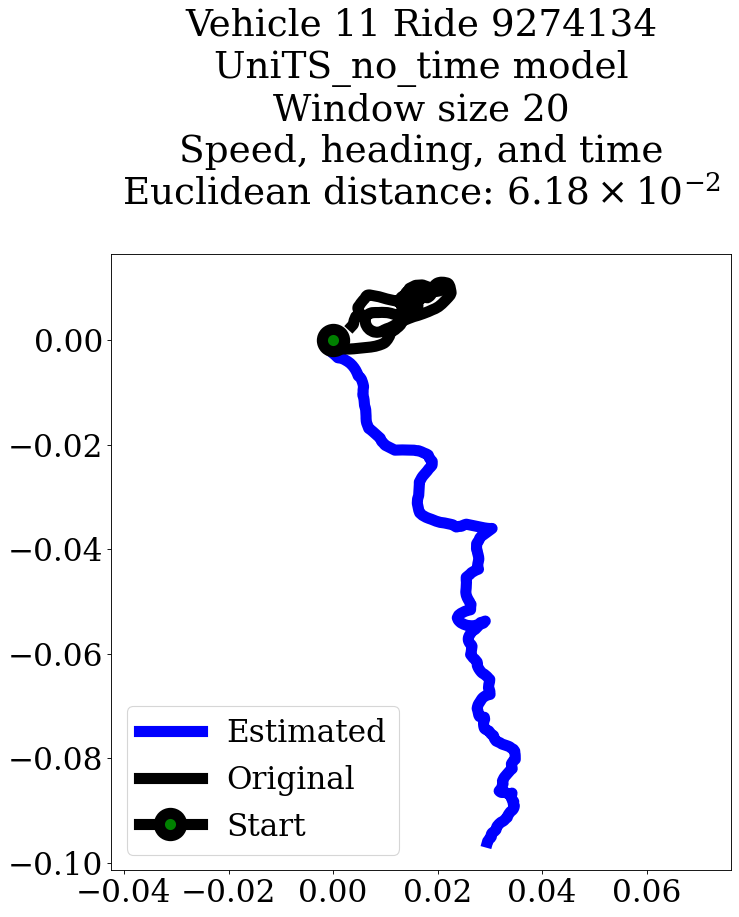 Vehicle 11 Ride 9274134
UniTS_no_time model
Window size 20
Speed, heading, and time
Euclidean distance: 6.18 × 10⁻²
0.00
−0.02
−0.04
−0.06
−0.08
−0.10
Estimated
Original
Start
−0.04 −0.02 0.00 0.02 0.04 0.06